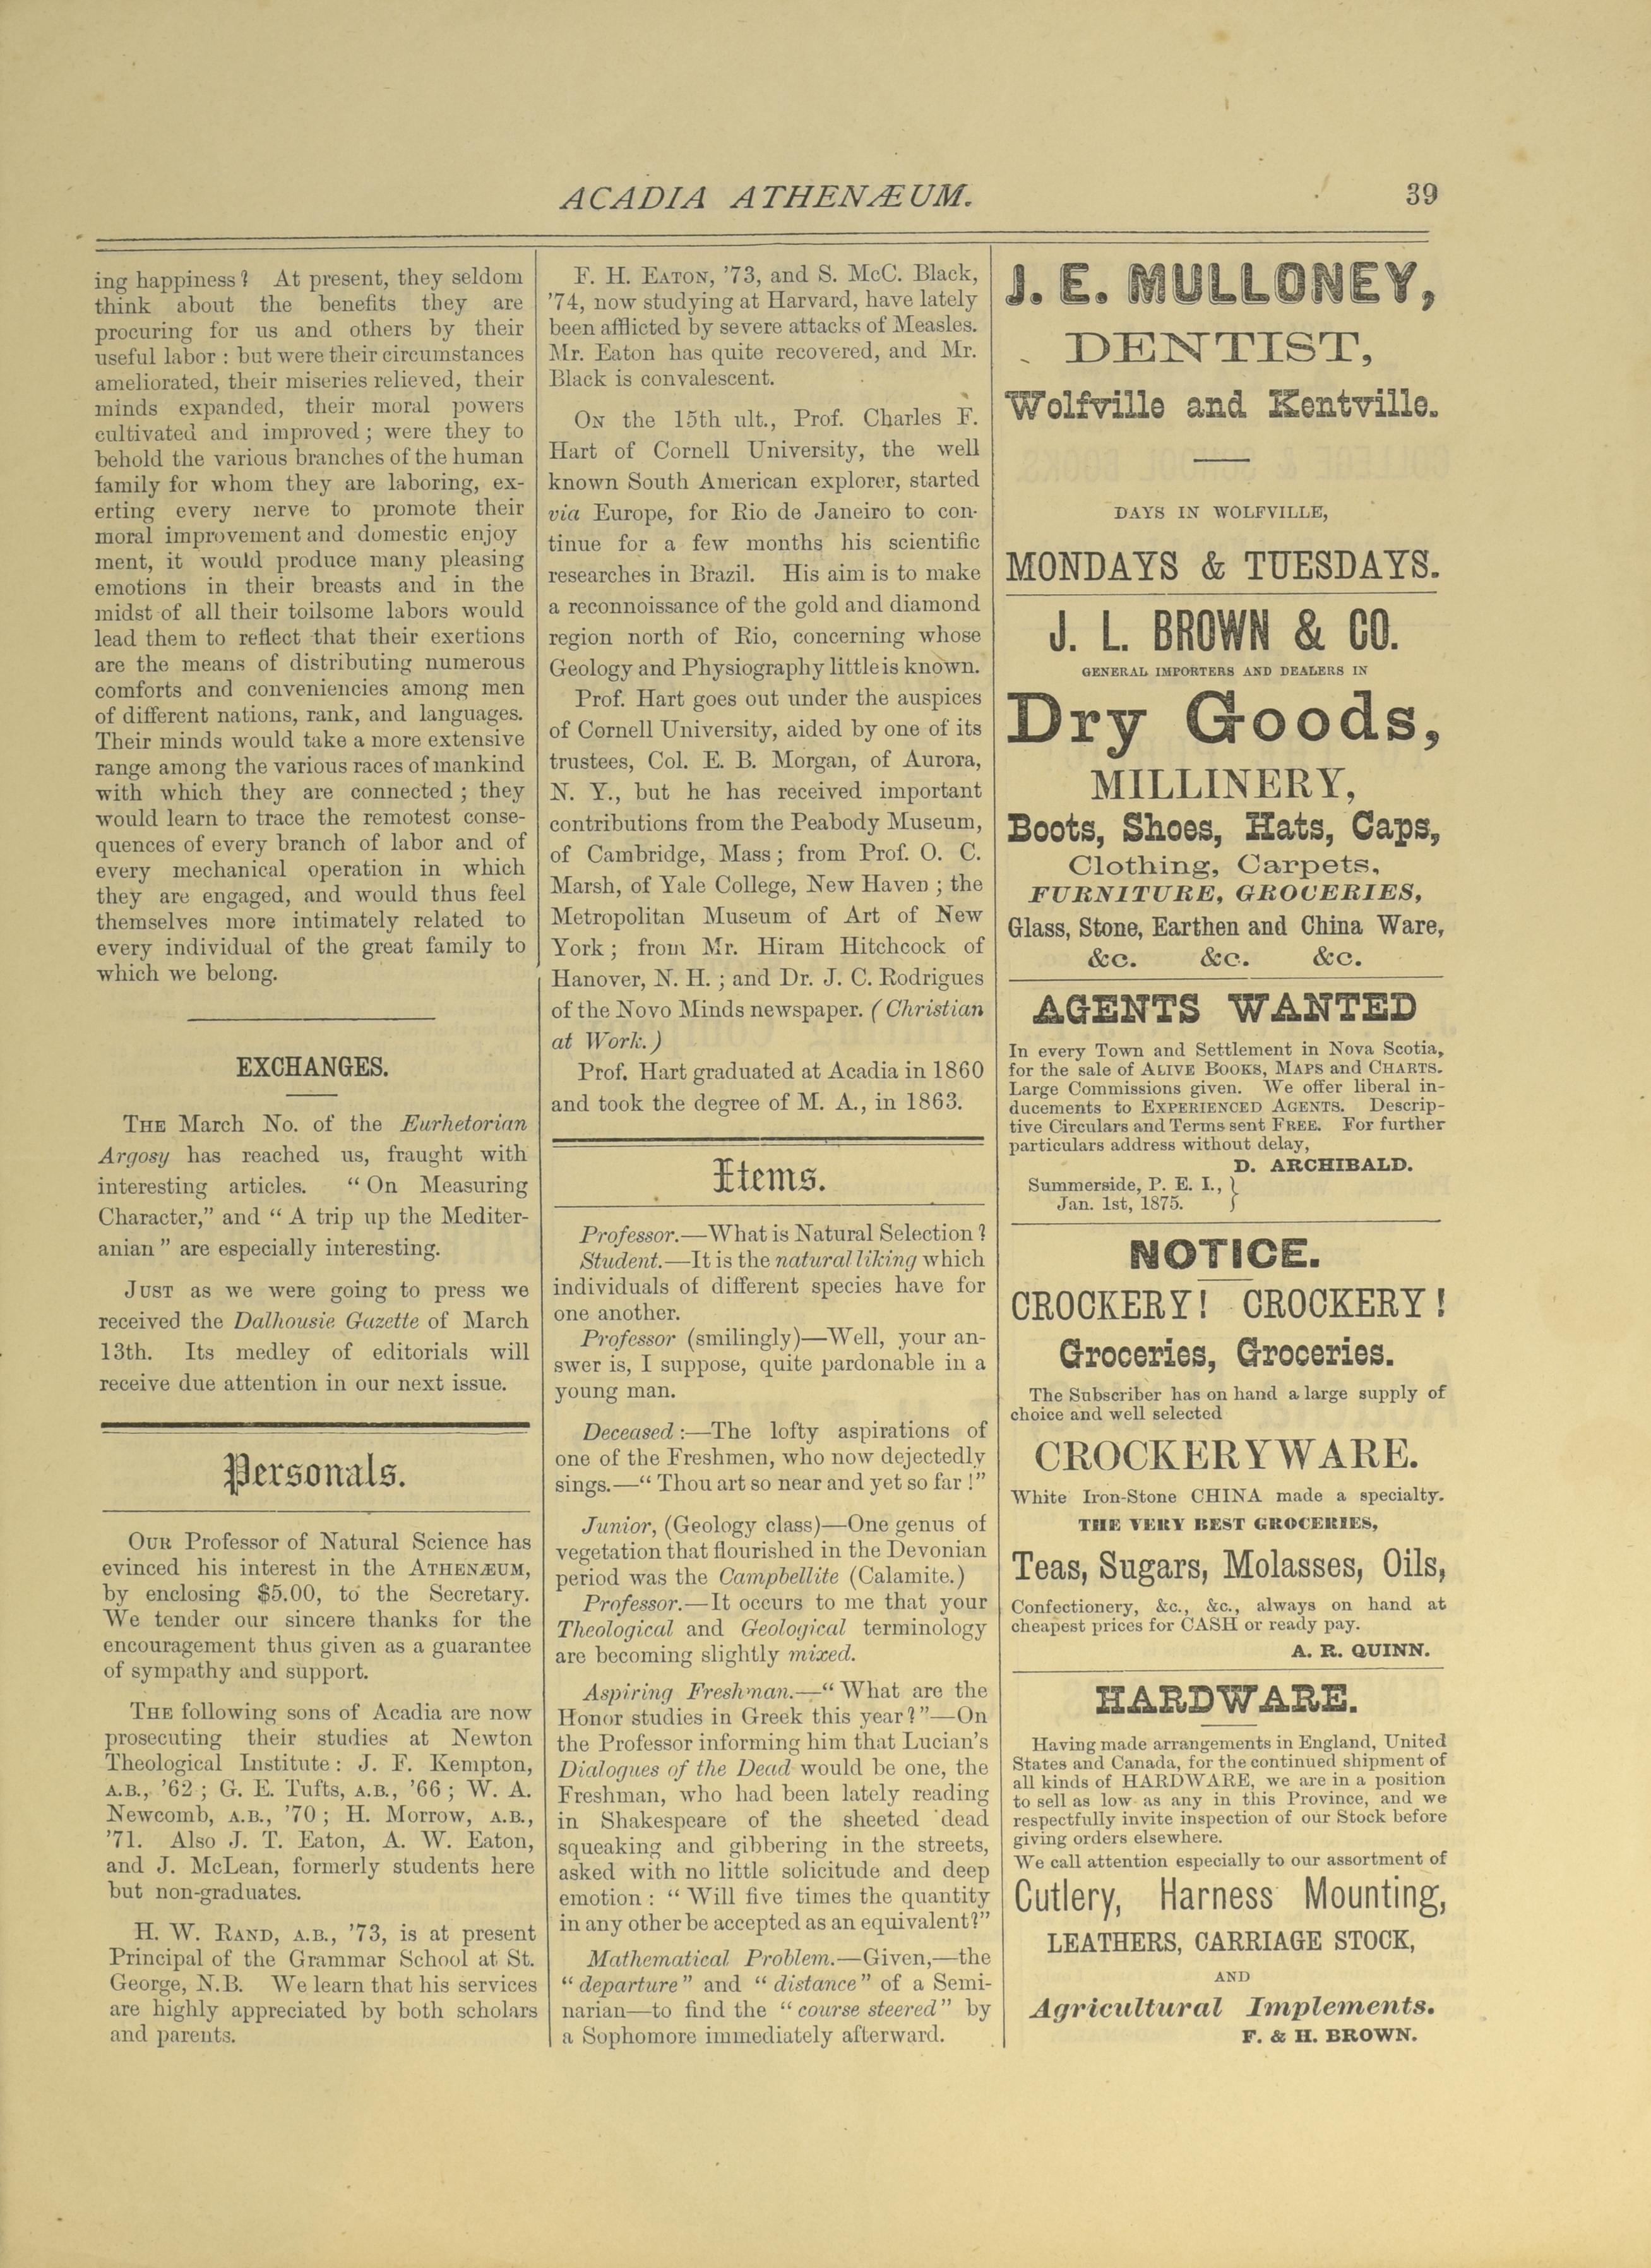 ACADIA ATHENÆUM.
39
ing happiness? At present, they seldom
think about the benefits they are
procuring for us and others by their
useful labor : but were their circumstances
ameliorated, their miseries relieved, their
minds expanded, their moral powers
cultivated and improved ; were they to
behold the various branches of the human
family for whom they are laboring, ex-
erting every nerve to promote their
moral improvement and domestic enjoy
ment, it would produce many pleasing
emotions in their breasts and in the
midst of all their toilsome labors would
lead them to reflect that their exertions
are the means of distributing numerous
comforts and conveniencies among men
of different nations, rank, and languages.
Their minds would take a more extensive
range among the various races of mankind
with which they are connected ; they
would learn to trace the remotest conse-
quences of every branch of labor and of
every mechanical operation in which
they are engaged, and would thus feel
themselves more intimately related to
every individual of the great family to
which we belong.
EXCHANGES.
THE March No. of the Eurhetorian
Argosy has reached us, fraught with
interesting articles. “ On Measuring
Character,” and “ A trip up the Mediter-
anian ” are especially interesting.
JUST as we were going to press we
received the Dalhousie Gazette of March
13th. Its medley of editorials will
receive due attention in our next issue.
Personals.
OUR Professor of Natural Science has
evinced his interest in the ATHENÆUM,
by enclosing $5.00, to the Secretary.
We tender our sincere thanks for the
encouragement thus given as a guarantee
of sympathy and support.
THE following sons of Acadia are now
prosecuting their studies at Newton
Theological Institute : J. F. Kempton,
A.B., ’62 ; G. E. Tufts, A.B., ’66 ; W. A.
Newcomb, A.B., ’70 ; H. Morrow, A.B.,
’71. Also J. T. Eaton, A. W. Eaton,
and J. McLean, formerly students here
but non-graduates.
H. W. RAND, A.B., ’73, is at present
Principal of the Grammar School at St.
George, N.B. We learn that his services
are highly appreciated by both scholars
and parents.
F. H. EATON, ’73, and S. McC. Black,
’74, now studying at Harvard, have lately
been afflicted by severe attacks of Measles.
Mr. Eaton has quite recovered, and Mr.
Black is convalescent.
ON the 15th ult., Prof. Charles F.
Hart of Cornell University, the well
known South American explorer, started
via Europe, for Rio de Janeiro to con-
tinue for a few months his scientific
researches in Brazil. His aim is to make
a reconnoissance of the gold and diamond
region north of Rio, concerning whose
Geology and Physiography little is known.
Prof. Hart goes out under the auspices
of Cornell University, aided by one of its
trustees, Col. E. B. Morgan, of Aurora,
N. Y., but he has received important
contributions from the Peabody Museum,
of Cambridge, Mass ; from Prof. O. C.
Marsh, of Yale College, New Haven ; the
Metropolitan Museum of Art of New
York ; from Mr. Hiram Hitchcock of
Hanover, N. H. ; and Dr. J. C. Rodrigues
of the Novo Minds newspaper. ( Christian
at Work. )
Prof. Hart graduated at Acadia in 1860
and took the degree of M. A., in 1863.
Items.
Professor.—What is Natural Selection ?
Student.—It is the natural liking which
individuals of different species have for
one another.
Professor (smilingly)—Well, your an-
swer is, I suppose, quite pardonable in a
young man.
Deceased :—The lofty aspirations of
one of the Freshmen, who now dejectedly
sings.—“ Thou art so near and yet so far !”
Junior, (Geology class)—One genus of
vegetation that flourished in the Devonian
period was the Campbellite (Calamite.)
Professor.—It occurs to me that your
Theological and Geological terminology
are becoming slightly mixed.
Aspiring Freshman.—“ What are the
Honor studies in Greek this year?”—On
the Professor informing him that Lucian’s
Dialogues of the Dead would be one, the
Freshman, who had been lately reading
in Shakespeare of the sheeted dead
squeaking and gibbering in the streets,
asked with no little solicitude and deep
emotion : “ Will five times the quantity
in any other be accepted as an equivalent?”
Mathematical Problem.—Given,—the
“ departure ” and “ distance ” of a Semi-
narian—to find the “ course steered ” by
a Sophomore immediately afterward.
J. E. MULLONEY,
DENTIST,
Wolfville and Kentville.
DAYS IN WOLFVILLE,
MONDAYS & TUESDAYS.
J. L. BROWN & CO.
GENERAL IMPORTERS AND DEALERS IN
Dry Goods,
MILLINERY,
Boots, Shoes, Hats, Caps,
Clothing, Carpets,
FURNITURE, GROCERIES,
Glass, Stone, Earthen and China Ware,
&c. &c. &c.
AGENTS WANTED
In every Town and Settlement in Nova Scotia,
for the sale of ALIVE BOOKS, MAPS and CHARTS.
Large Commissions given. We offer liberal in-
ducements to EXPERIENCED AGENTS. Descrip-
tive Circulars and Terms sent FREE. For further
particulars address without delay,
D. ARCHIBALD.
Summerside, P. E. I., }
Jan. 1st, 1875.
NOTICE.
CROCKERY! CROCKERY!
Groceries, Groceries.
The Subscriber has on hand a large supply of
choice and well selected
CROCKERYWARE.
White Iron-Stone CHINA made a specialty.
THE VERY BEST GROCERIES,
Teas, Sugars, Molasses, Oils,
Confectionery, &c., &c., always on hand at
cheapest prices for CASH or ready pay.
A. R. QUINN.
HARDWARE.
Having made arrangements in England, United
States and Canada, for the continued shipment of
all kinds of HARDWARE, we are in a position
to sell as low as any in this Province, and we
respectfully invite inspection of our Stock before
giving orders elsewhere.
We call attention especially to our assortment of
Cutlery, Harness Mounting,
LEATHERS, CARRIAGE STOCK,
AND
Agricultural Implements.
F. & H. BROWN.